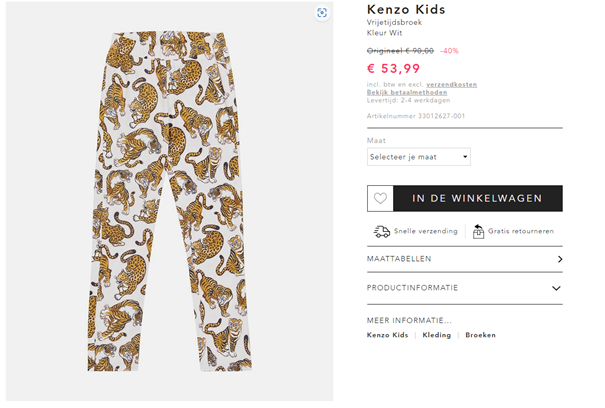 Kenzo Kids
Vrijetijdsbroek
Kleur Wit
Origineel € 90,00 -40%
€ 53,99
incl. btw en excl. verzendkosten
Bekijk betaalmethoden
Levertijd: 2-4 werkdagen
Artikelnummer 33012627-001
Maat
Selecteer je maat
IN DE WINKELWAGEN
Snelle verzending
Gratis retourneren
MAATTABELLEN
PRODUCTINFORMATIE
MEER INFORMATIE...
Kenzo Kids | Kleding | Broeken